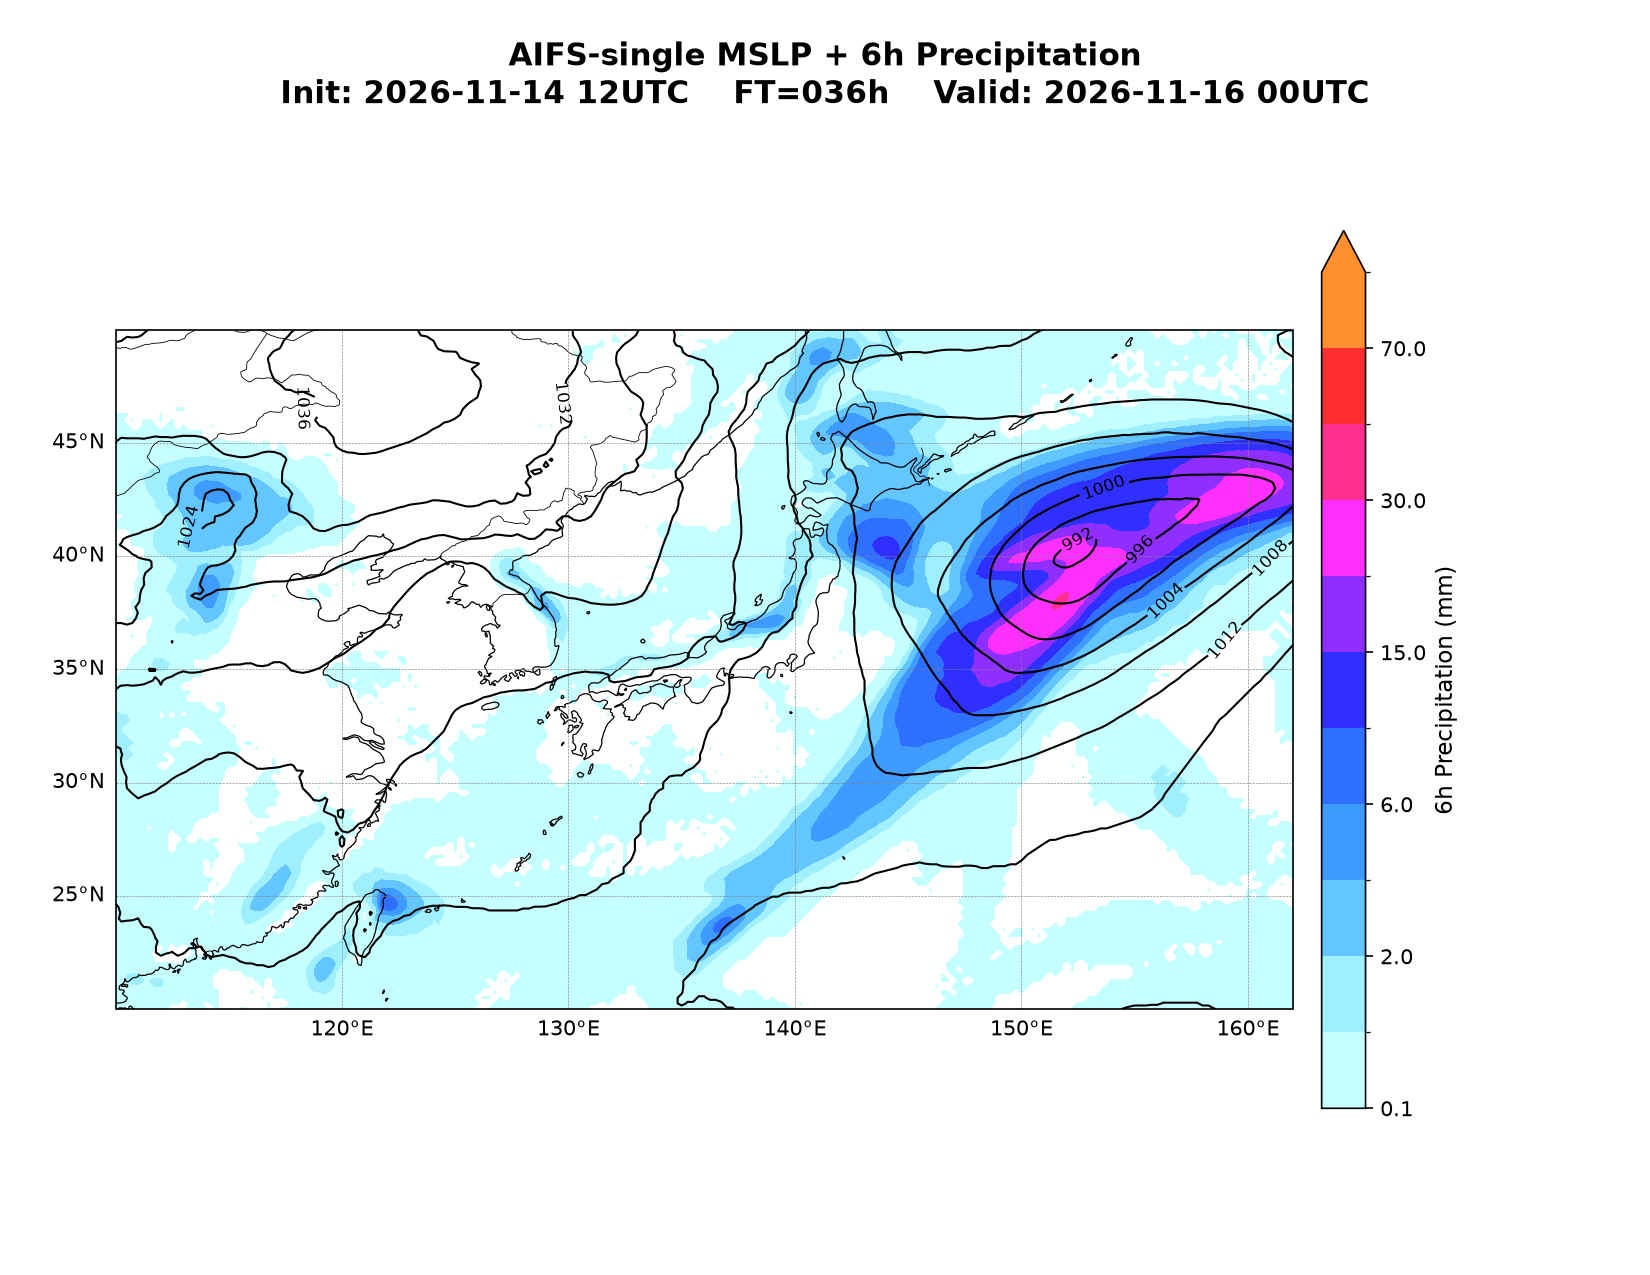 AIFS-single MSLP + 6h Precipitation
Init: 2026-11-14 12UTC    FT=036h    Valid: 2026-11-16 00UTC
70.0
30.0
15.0
6.0
2.0
0.1
6h Precipitation (mm)
45°N
40°N
35°N
30°N
25°N
120°E
130°E
140°E
150°E
160°E
1036
1032
1024
1000
992
996
1004
1008
1012